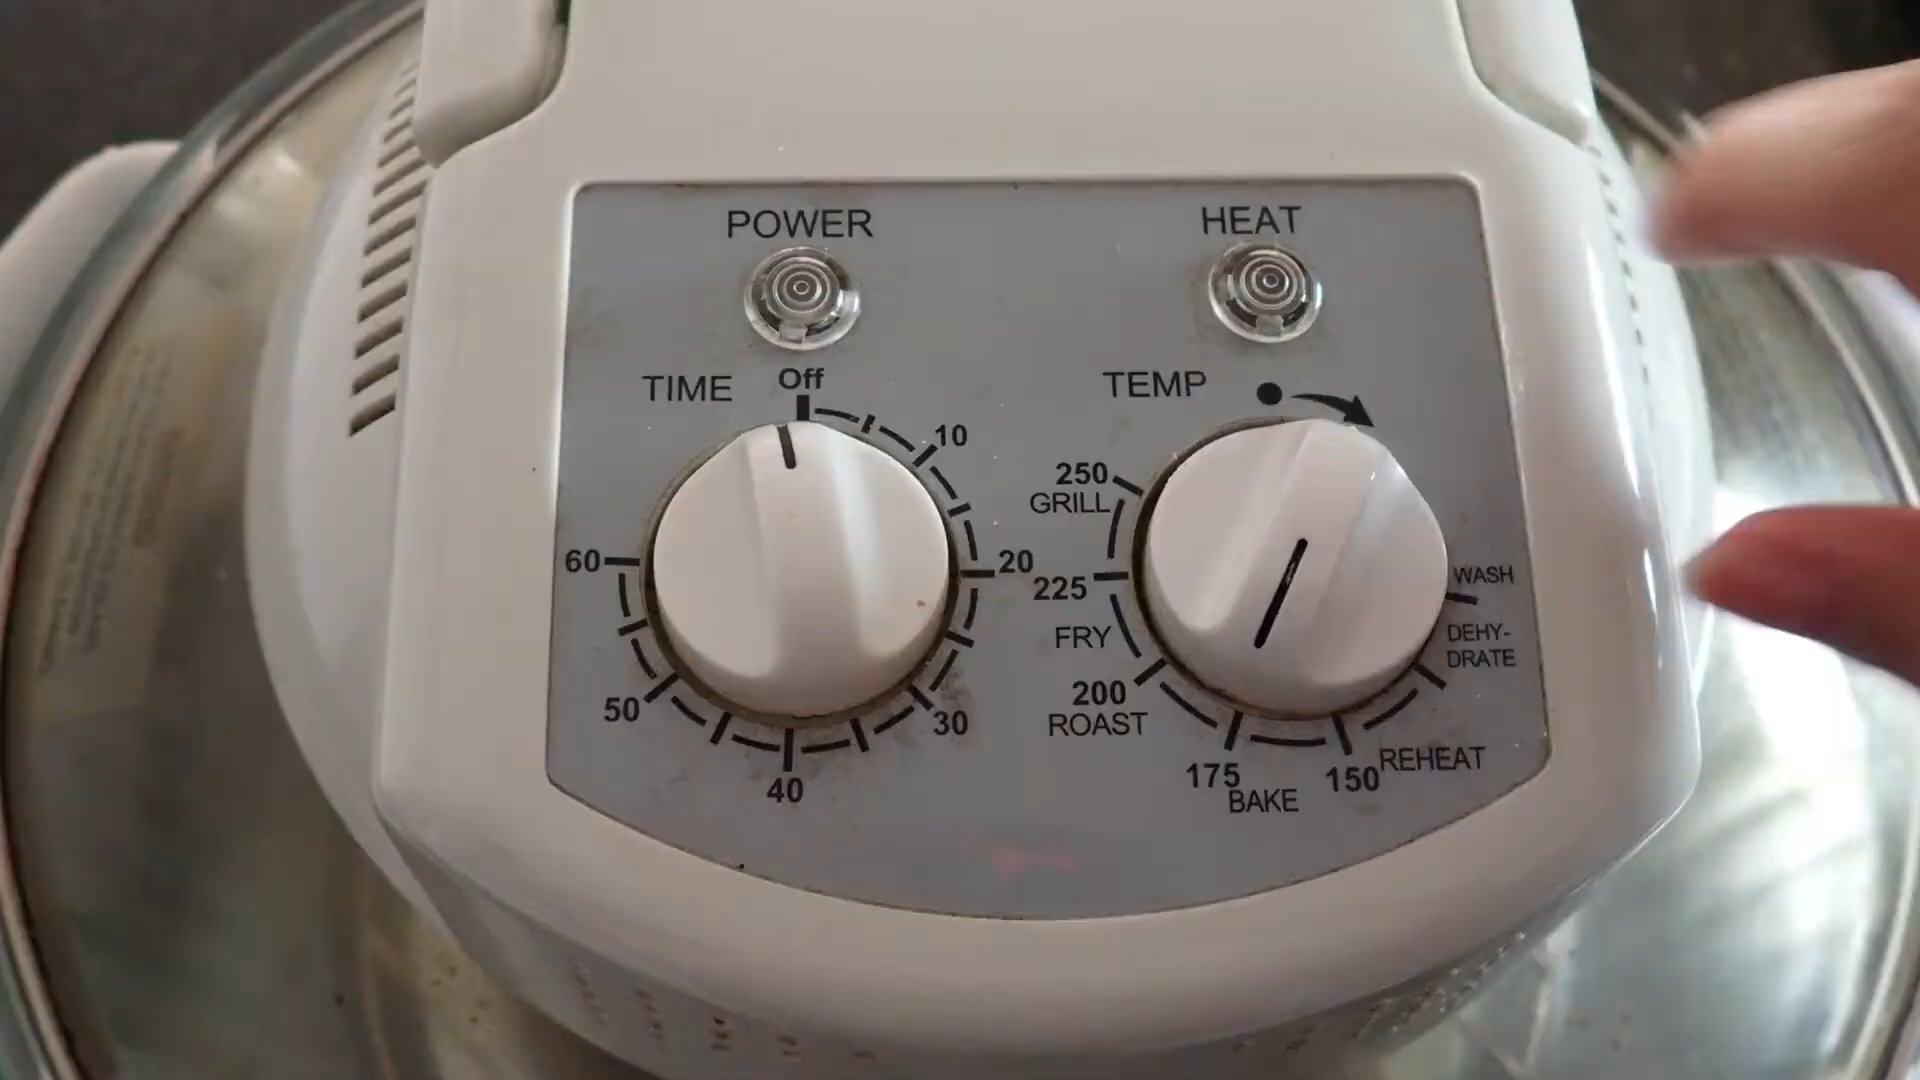 POWER
HEAT
TIME
Off
10
20
30
40
50
60
TEMP
250
GRILL
225
FRY
200
ROAST
175
BAKE
150
REHEAT
DEHY-
DRATE
WASH